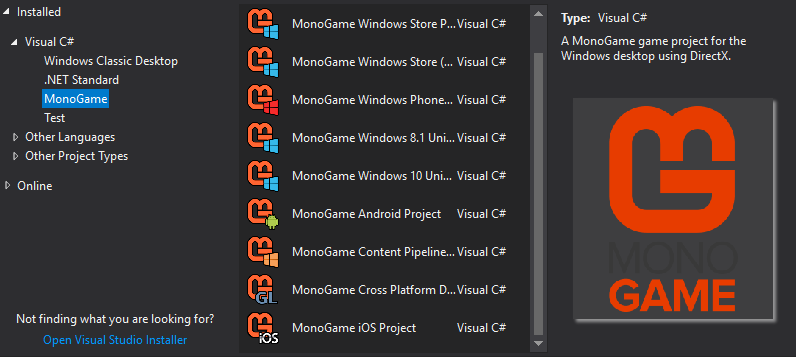 Installed
Visual C#
Windows Classic Desktop
.NET Standard
MonoGame
Test
Other Languages
Other Project Types
Online
Not finding what you are looking for?
Open Visual Studio Installer
MonoGame Windows Store P... Visual C#
MonoGame Windows Store (... Visual C#
MonoGame Windows Phone... Visual C#
MonoGame Windows 8.1 Uni... Visual C#
MonoGame Windows 10 Uni... Visual C#
MonoGame Android Project Visual C#
MonoGame Content Pipeline... Visual C#
MonoGame Cross Platform D... Visual C#
GL
MonoGame iOS Project Visual C#
iOS
Type: Visual C#
A MonoGame game project for the
Windows desktop using DirectX.
MONO
GAME